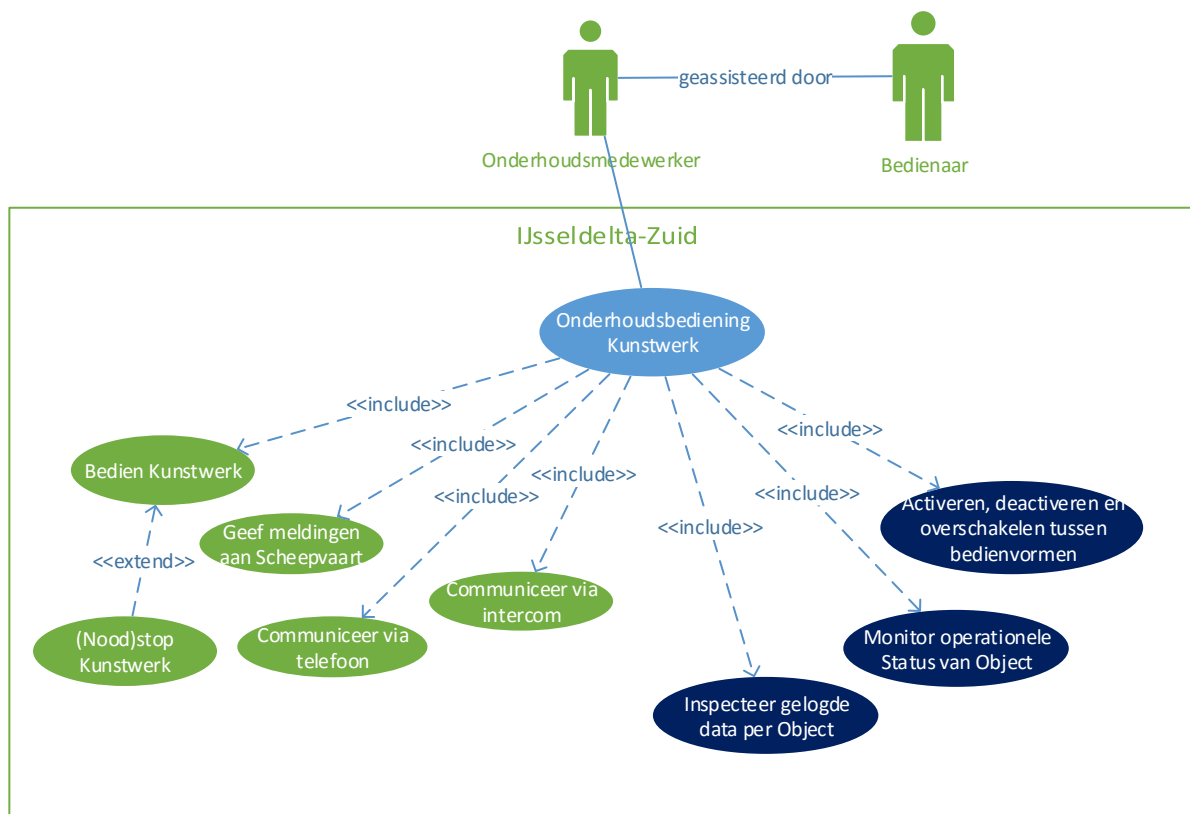 geassisteerd door
Onderhoudsmedewerker
Bedienaar
IJsseldelta-Zuid
Onderhoudsbediening
Kunstwerk
<<include>>
<<include>>
<<include>>
<<include>>
<<include>>
<<include>>
<<include>>
Bedien Kunstwerk
<<extend>>
(Nood)stop
Kunstwerk
Geef meldingen
aan Scheepvaart
Communiceer via
telefoon
Communiceer via
intercom
Inspecteer gelogde
data per Object
Monitor operationele
Status van Object
Activeren, deactiveren en
overschakelen tussen
bedienvormen